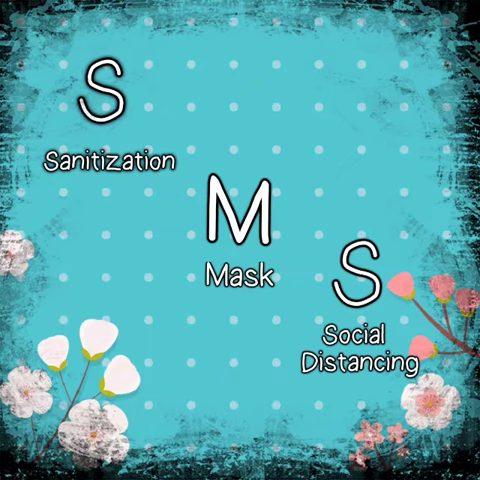 S
Sanitization
M
Mask
S
Social
Distancing